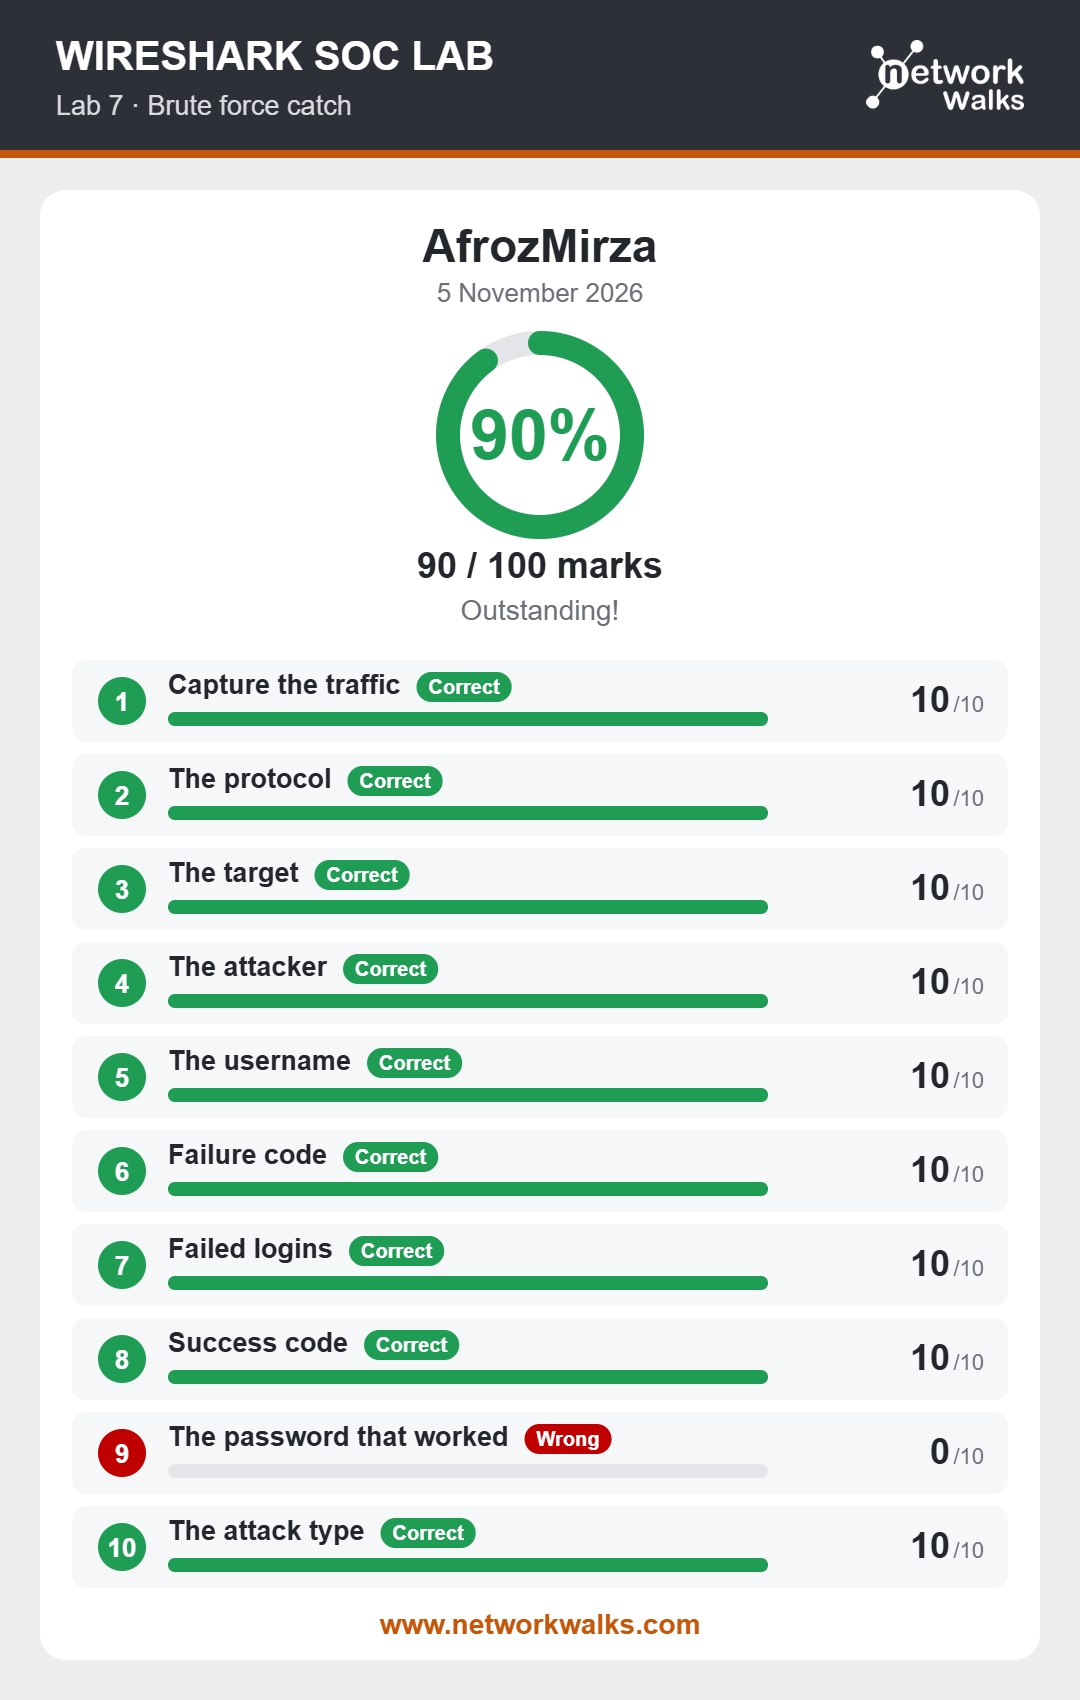 WIRESHARK SOC LAB
Lab 7 · Brute force catch
network
Walks
AfrozMirza
5 November 2026
90%
90 / 100 marks
Outstanding!
1 Capture the traffic Correct 10 /10
2 The protocol Correct 10 /10
3 The target Correct 10 /10
4 The attacker Correct 10 /10
5 The username Correct 10 /10
6 Failure code Correct 10 /10
7 Failed logins Correct 10 /10
8 Success code Correct 10 /10
9 The password that worked Wrong 0 /10
10 The attack type Correct 10 /10
www.networkwalks.com